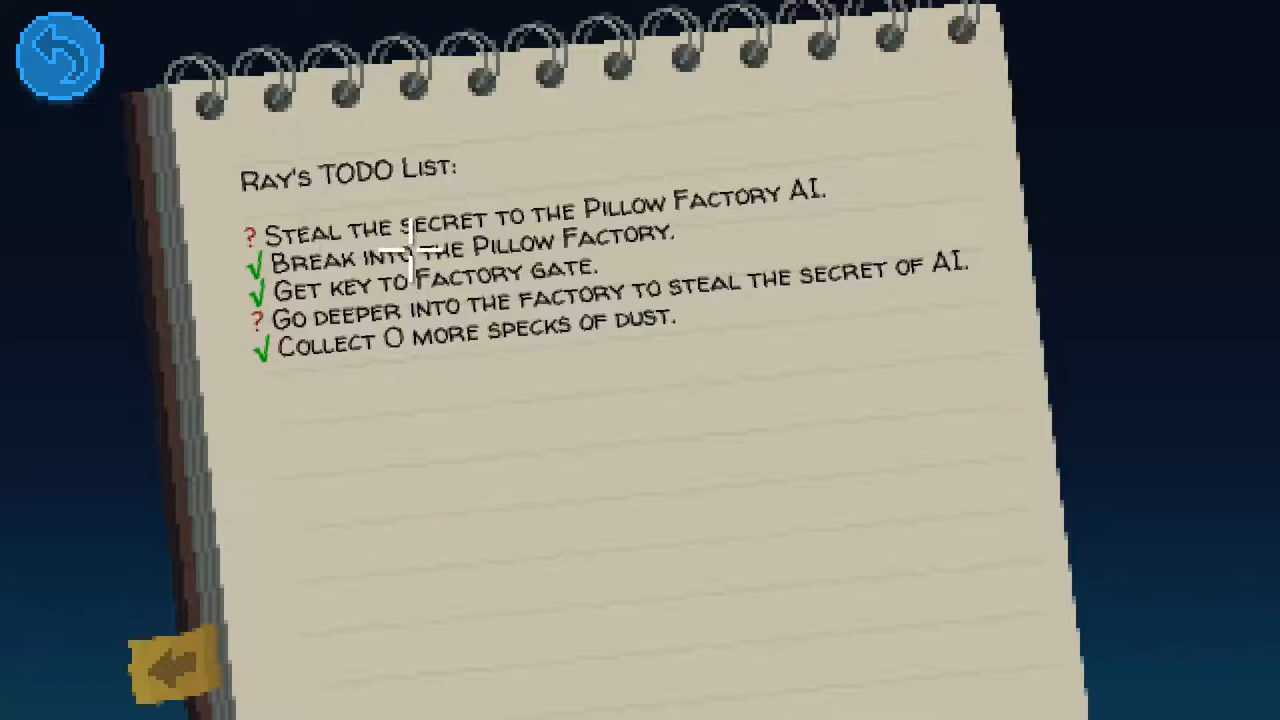 Ray's TODO List:
? Steal the secret to the Pillow Factory AI.
√ Break into the Pillow Factory.
√ Get key to Factory gate.
? Go deeper into the factory to steal the secret of AI.
√ Collect 0 more specks of dust.